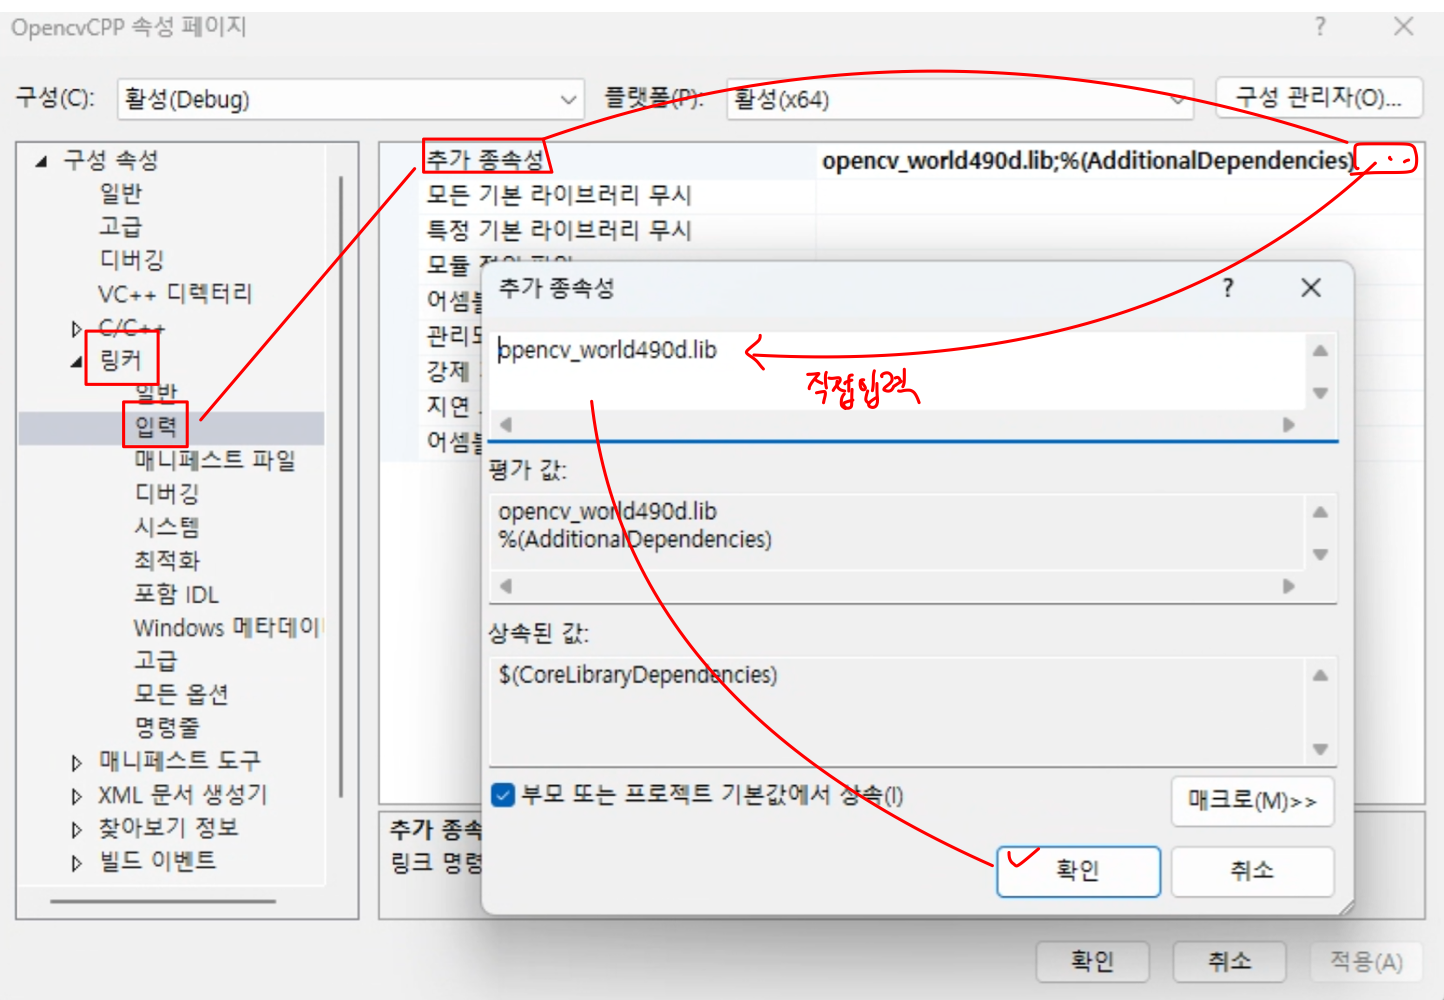 OpencvCPP 속성 페이지
?
구성(C):
활성(Debug)
플랫폼(P):
활성(x64)
구성 관리자(O)...
구성 속성
일반
고급
디버깅
VC++ 디렉터리
C/C++
링커
일반
입력
매니페스트 파일
디버깅
시스템
최적화
포함 IDL
Windows 메타데이
고급
모든 옵션
명령줄
매니페스트 도구
XML 문서 생성기
찾아보기 정보
빌드 이벤트
추가 종속성
opencv_world490d.lib;%(AdditionalDependencies)
모든 기본 라이브러리 무시
특정 기본 라이브러리 무시
모듈
어셈블
관리되
강제
지연
어셈블
추가 종속성
?
opencv_world490d.lib
직접입력
평가 값:
opencv_world490d.lib
%(AdditionalDependencies)
상속된 값:
$(CoreLibraryDependencies)
부모 또는 프로젝트 기본값에서 상속(I)
매크로(M)>>
확인
취소
추가 종속
링크 명령
확인
취소
적용(A)